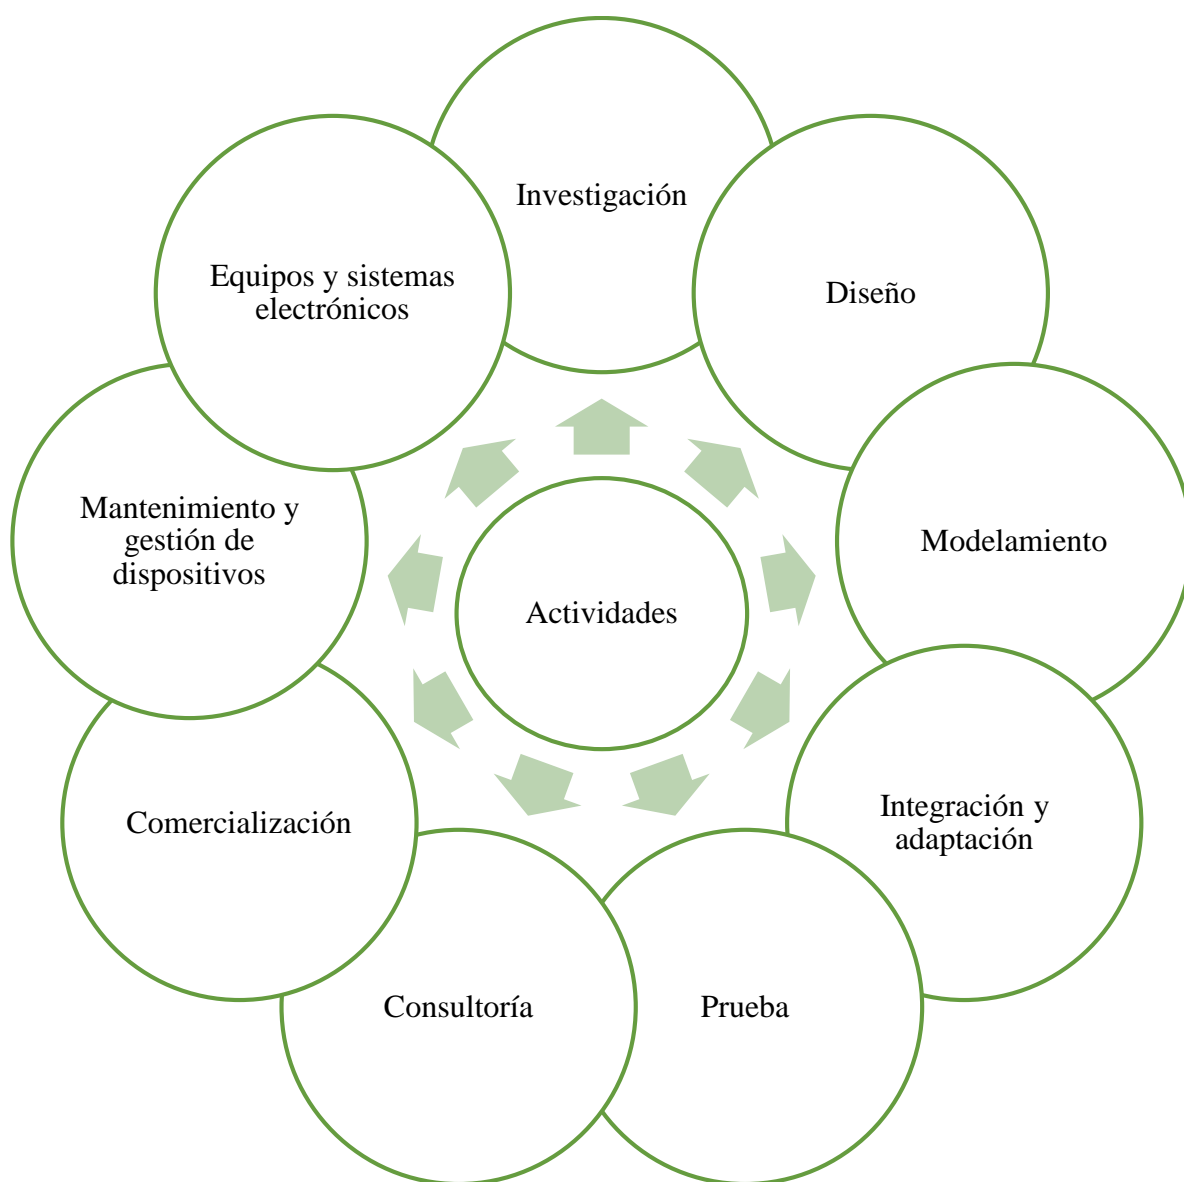 Investigación
Diseño
Modelamiento
Integración y
adaptación
Prueba
Consultoría
Comercialización
Mantenimiento y
gestión de
dispositivos
Equipos y sistemas
electrónicos
Actividades